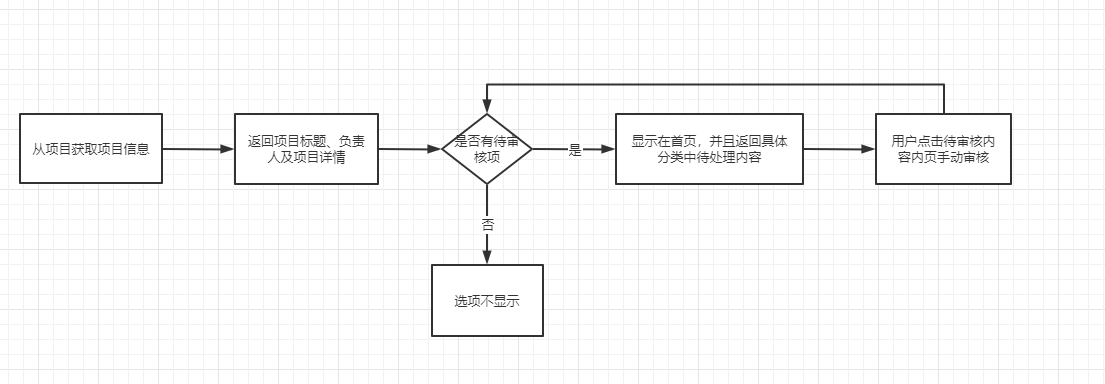 从项目获取项目信息
返回项目标题、负责
人及项目详情
是否有待审
核项
是
显示在首页，并且返回具体
分类中待处理内容
用户点击待审核内
容内页手动审核
否
选项不显示